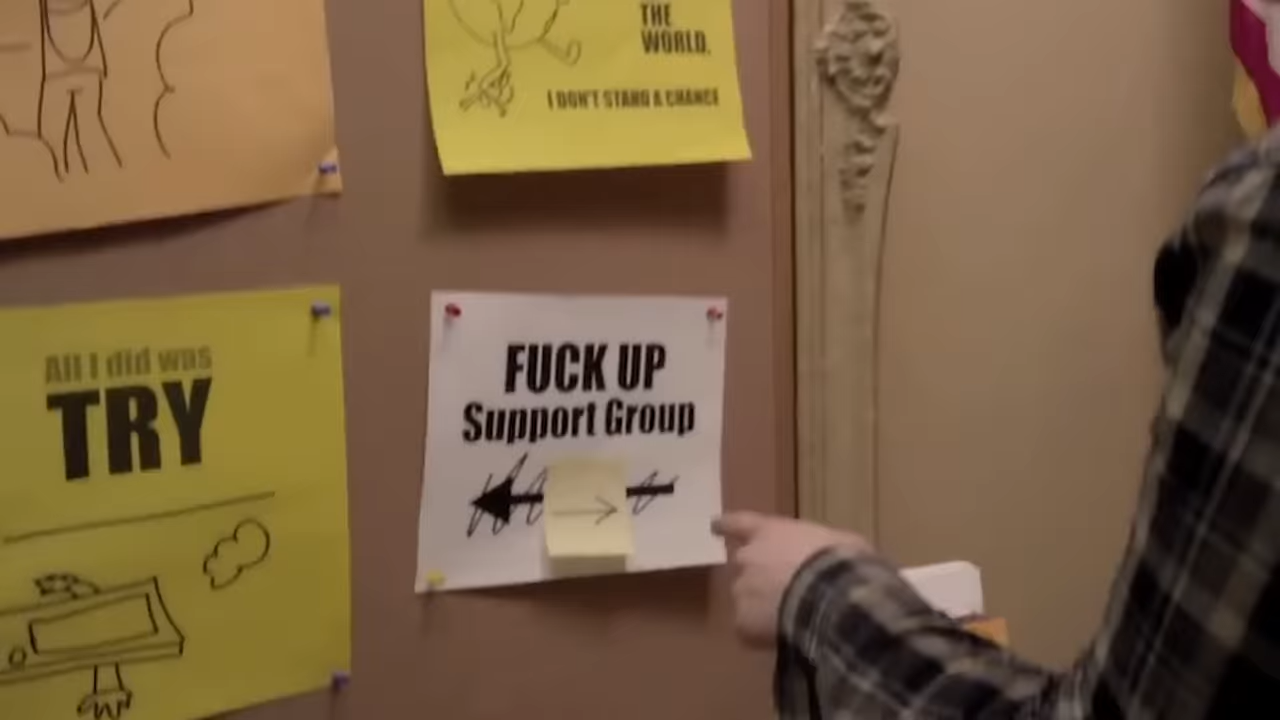 THE
WORLD.
I DON'T STAND A CHANCE
All I did was
TRY
FUCK UP
Support Group